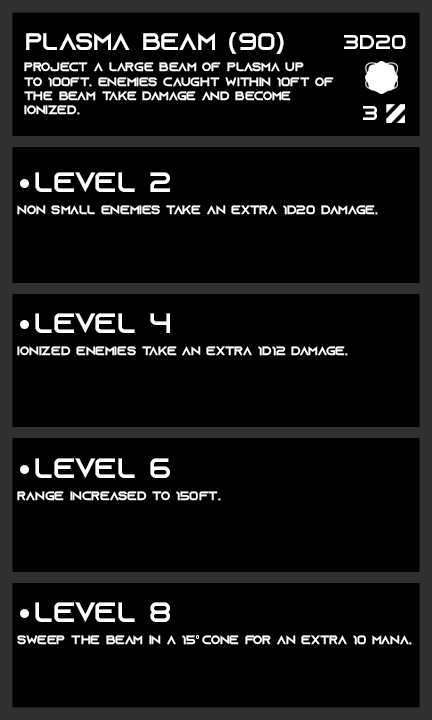 PLASMA BEAM (90) 3D20
PROJECT A LARGE BEAM OF PLASMA UP
TO 100FT. ENEMIES CAUGHT WITHIN 10FT OF
THE BEAM TAKE DAMAGE AND BECOME
IONIZED.
3
•LEVEL 2
NON SMALL ENEMIES TAKE AN EXTRA 1D20 DAMAGE.
•LEVEL 4
IONIZED ENEMIES TAKE AN EXTRA 1D12 DAMAGE.
•LEVEL 6
RANGE INCREASED TO 150FT.
•LEVEL 8
SWEEP THE BEAM IN A 15° CONE FOR AN EXTRA 10 MANA.